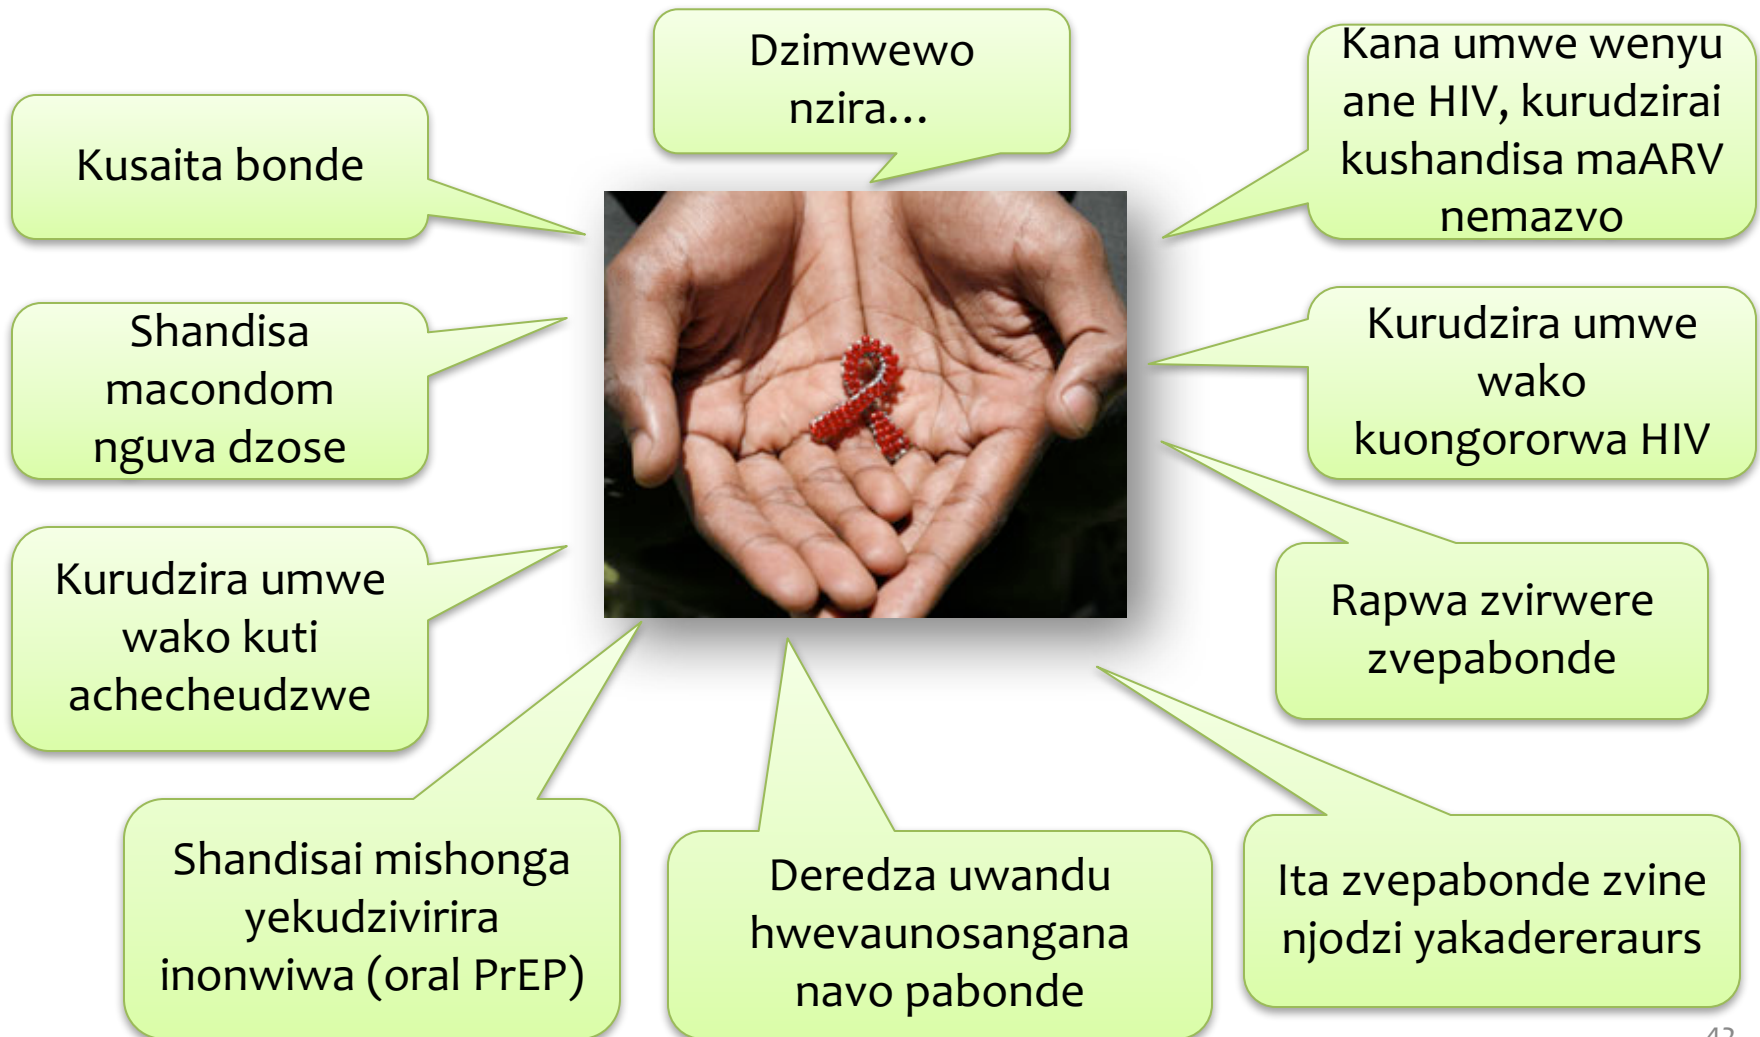 Dzimwewo
nzira...
Kana umwe wenyu
ane HIV, kurudzirai
kushandisa maARV
nemazvo
Kusaita bonde
Shandisa
macondom
nguva dzose
Kurudzira umwe
wako
kuongororwa HIV
Kurudzira umwe
wako kuti
achecheudzwe
Rapwa zvirwere
zvepabonde
Shandisai mishonga
yekudzivirira
inonwiwa (oral PrEP)
Deredza uwandu
hwevaunosangana
navo pabonde
Ita zvepabonde zvine
njodzi yakadereraurs